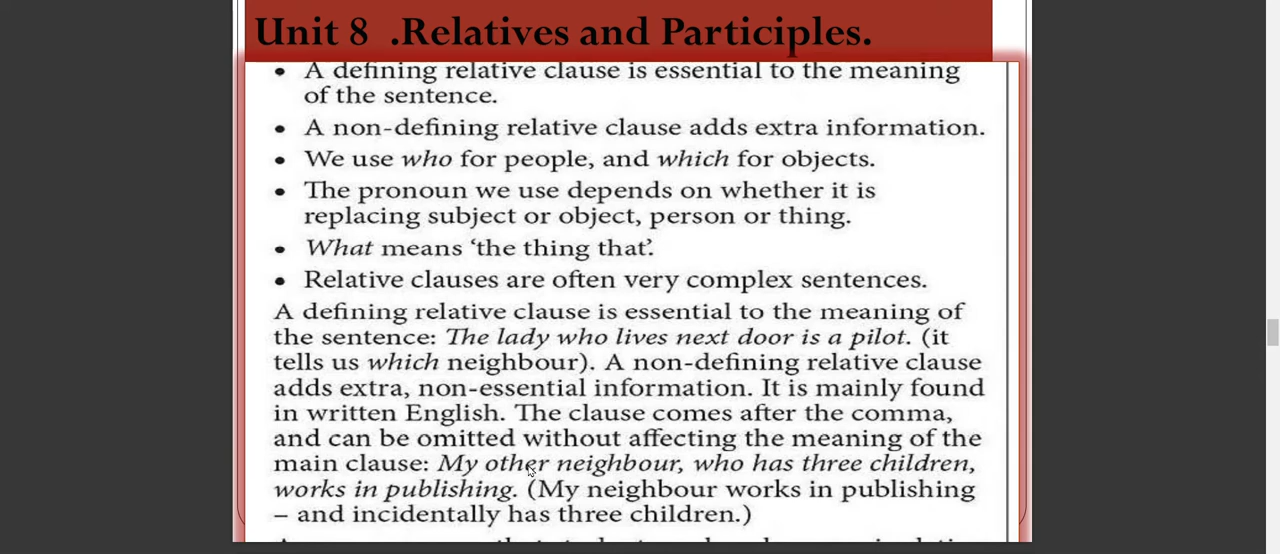 Unit 8 .Relatives and Participles.
• A defining relative clause is essential to the meaning
of the sentence.
• A non-defining relative clause adds extra information.
• We use who for people, and which for objects.
• The pronoun we use depends on whether it is
replacing subject or object, person or thing.
• What means ‘the thing that’.
• Relative clauses are often very complex sentences.
A defining relative clause is essential to the meaning of
the sentence: The lady who lives next door is a pilot. (it
tells us which neighbour). A non-defining relative clause
adds extra, non-essential information. It is mainly found
in written English. The clause comes after the comma,
and can be omitted without affecting the meaning of the
main clause: My other neighbour, who has three children,
works in publishing. (My neighbour works in publishing
– and incidentally has three children.)